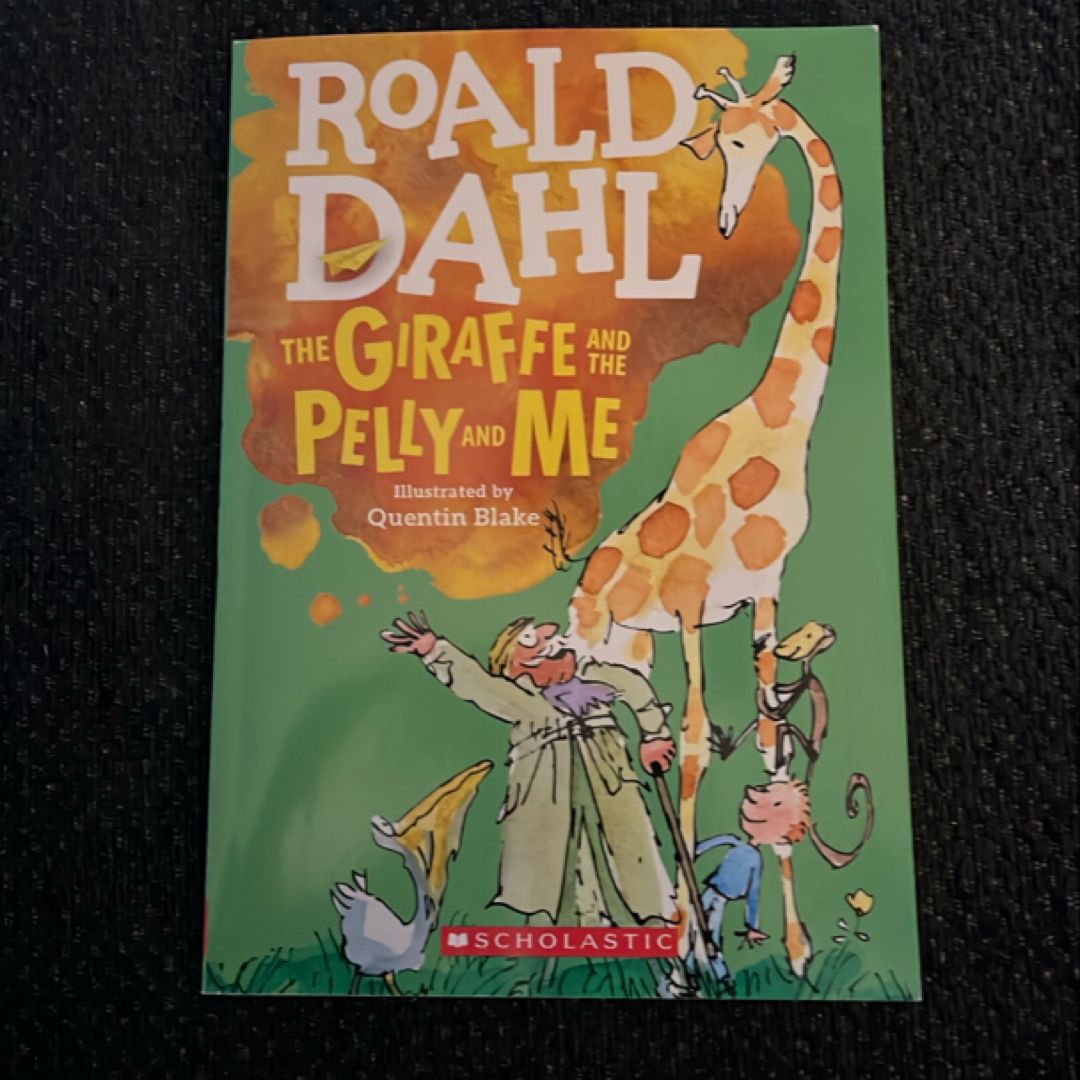 ROALD
DAHL
THE GIRAFFE AND THE
PELLY AND ME
Illustrated by
Quentin Blake
SCHOLASTIC